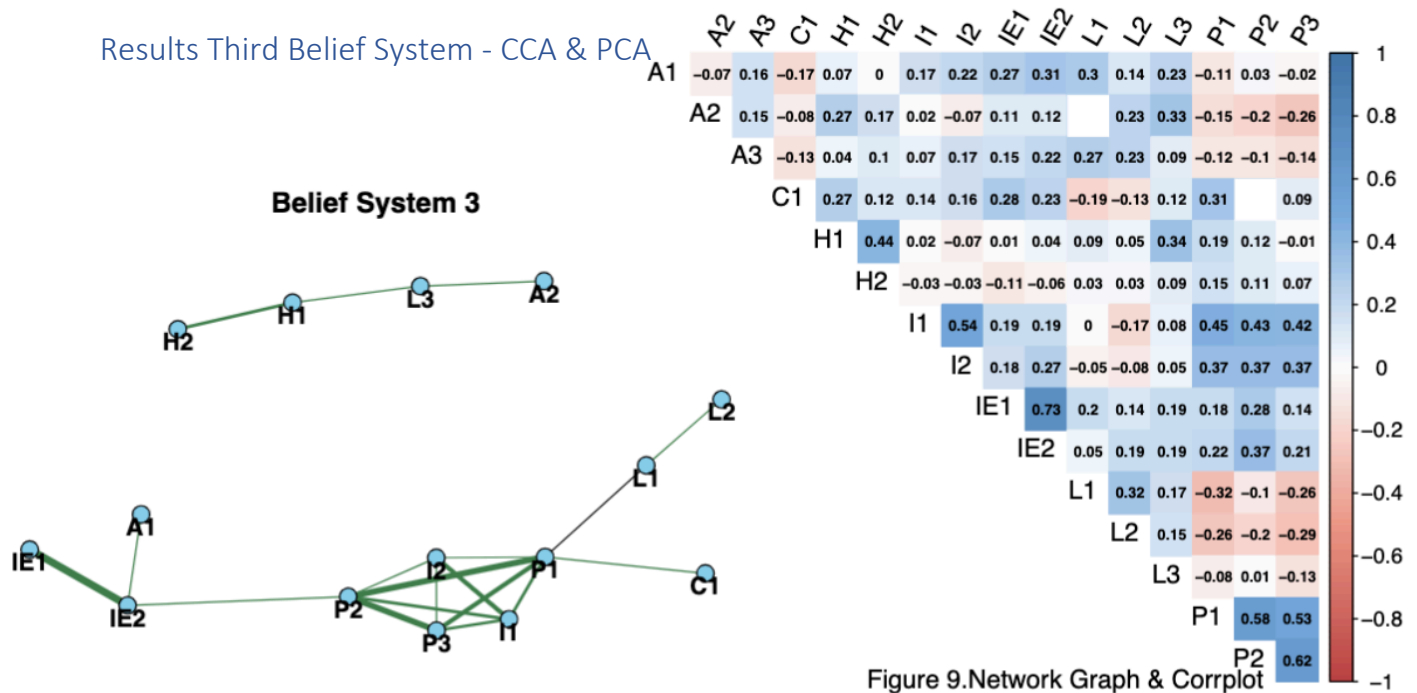 Results Third Belief System - CCA & PCA
Belief System 3
H2
H1
L3
A2
L2
L1
A1
IE1
IE2
I2
P1
P2
P3
I1
C1
A2 A3 C1 H1 H2 I1 I2 IE1 IE2 L1 L2 L3 P1 P2 P3
A1 −0.07 0.16 −0.17 0.07 0 0.17 0.22 0.27 0.31 0.3 0.14 0.23 −0.11 0.03 −0.02
A2 0.15 −0.08 0.27 0.17 0.02 −0.07 0.11 0.12 0.23 0.33 −0.15 −0.2 −0.26
A3 −0.13 0.04 0.1 0.07 0.17 0.15 0.22 0.27 0.23 0.09 −0.12 −0.1 −0.14
C1 0.27 0.12 0.14 0.16 0.28 0.23 −0.19 −0.13 0.12 0.31 0.09
H1 0.44 0.02 −0.07 0.01 0.04 0.09 0.05 0.34 0.19 0.12 −0.01
H2 −0.03 −0.03 −0.11 −0.06 0.03 0.03 0.09 0.15 0.11 0.07
I1 0.54 0.19 0.19 0 −0.17 0.08 0.45 0.43 0.42
I2 0.18 0.27 −0.05 −0.08 0.05 0.37 0.37 0.37
IE1 0.73 0.2 0.14 0.19 0.18 0.28 0.14
IE2 0.05 0.19 0.19 0.22 0.37 0.21
L1 0.32 0.17 −0.32 −0.1 −0.26
L2 0.15 −0.26 −0.2 −0.29
L3 −0.08 0.01 −0.13
P1 0.58 0.53
P2 0.62
1
0.8
0.6
0.4
0.2
0
−0.2
−0.4
−0.6
−0.8
−1
Figure 9.Network Graph & Corrplot